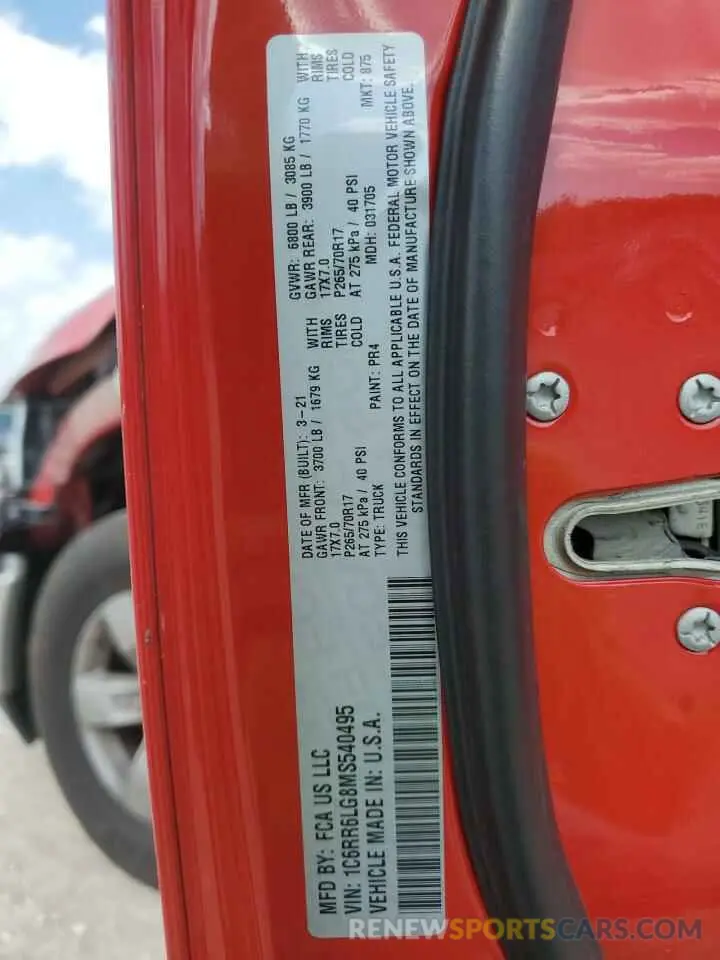 MFD BY: FCA US LLC
VIN: 1C6RR6LG8MS540495
VEHICLE MADE IN: U.S.A.
DATE OF MFR (BUILT): 3-21
GVWR: 6800 LB / 3085 KG
GAWR FRONT: 3700 LB / 1679 KG WITH
17X7.0 RIMS
P265/70R17 TIRES
AT 275 kPa / 40 PSI COLD
GAWR REAR: 3900 LB / 1770 KG WITH
17X7.0 RIMS
P265/70R17 TIRES
AT 275 kPa / 40 PSI COLD
TYPE: TRUCK PAINT: PR4 MDH: 031705 MKT: 875
THIS VEHICLE CONFORMS TO ALL APPLICABLE U.S.A. FEDERAL MOTOR VEHICLE SAFETY
STANDARDS IN EFFECT ON THE DATE OF MANUFACTURE SHOWN ABOVE.
RENEWSPORTSCARS.COM